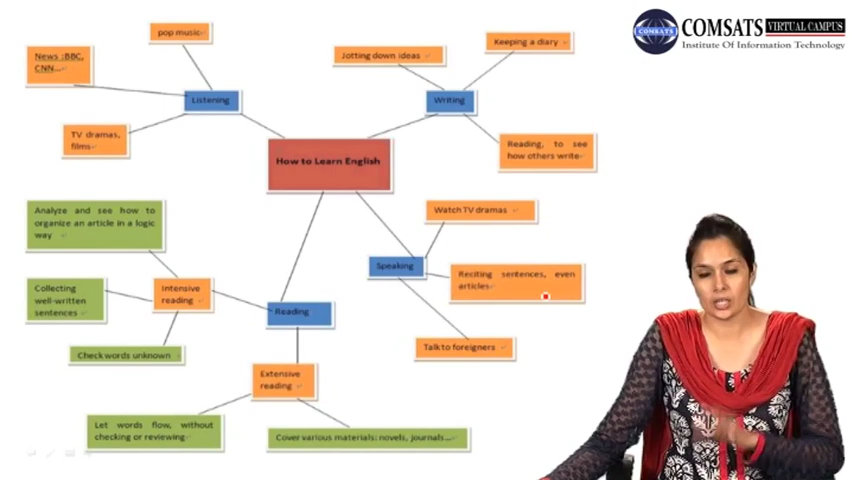 COMSATS VIRTUAL CAMPUS
Institute Of Information Technology
COMSATS
pop music
News :BBC,
CNN...
Listening
TV dramas,
films
Jotting down ideas
Keeping a diary
Writing
Reading, to see
how others write
How to Learn English
Watch TV dramas
Speaking
Reciting sentences, even
articles
Talk to foreigners
Analyze and see how to
organize an article in a logic
way
Intensive
reading
Collecting
well-written
sentences
Check words unknown
Reading
Extensive
reading
Let words flow, without
checking or reviewing
Cover various materials: novels, journals...